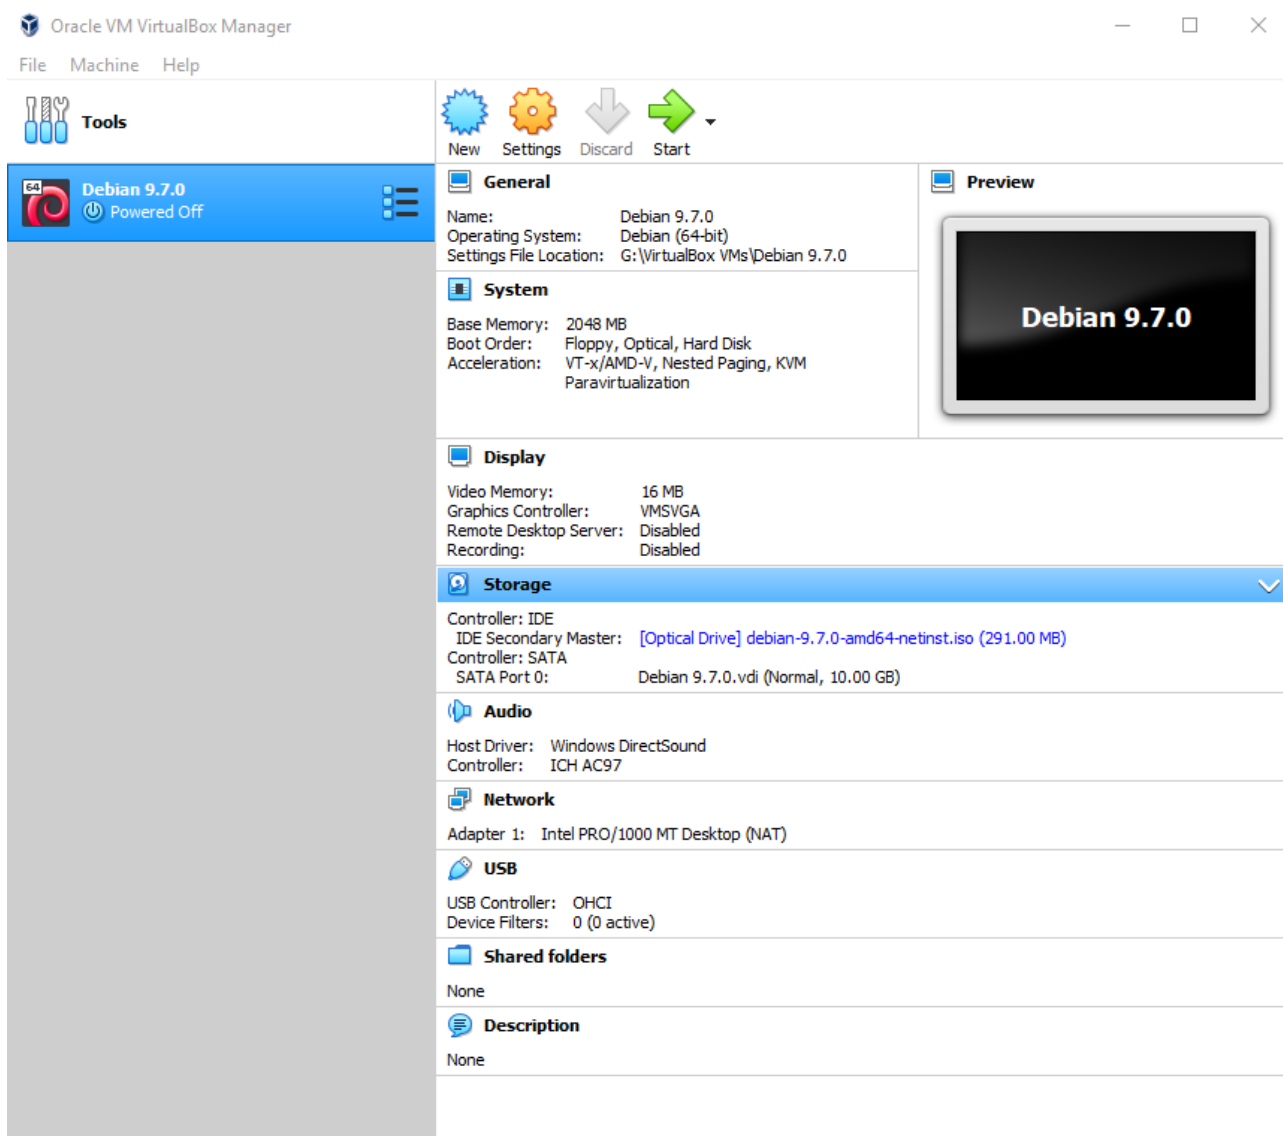 Oracle VM VirtualBox Manager
File Machine Help
Tools
New Settings Discard Start
64
Debian 9.7.0
Powered Off
General
Name: Debian 9.7.0
Operating System: Debian (64-bit)
Settings File Location: G:\VirtualBox VMs\Debian 9.7.0
Preview
Debian 9.7.0
System
Base Memory: 2048 MB
Boot Order: Floppy, Optical, Hard Disk
Acceleration: VT-x/AMD-V, Nested Paging, KVM
Paravirtualization
Display
Video Memory: 16 MB
Graphics Controller: VMSVGA
Remote Desktop Server: Disabled
Recording: Disabled
Storage
Controller: IDE
IDE Secondary Master: [Optical Drive] debian-9.7.0-amd64-netinst.iso (291.00 MB)
Controller: SATA
SATA Port 0: Debian 9.7.0.vdi (Normal, 10.00 GB)
Audio
Host Driver: Windows DirectSound
Controller: ICH AC97
Network
Adapter 1: Intel PRO/1000 MT Desktop (NAT)
USB
USB Controller: OHCI
Device Filters: 0 (0 active)
Shared folders
None
Description
None